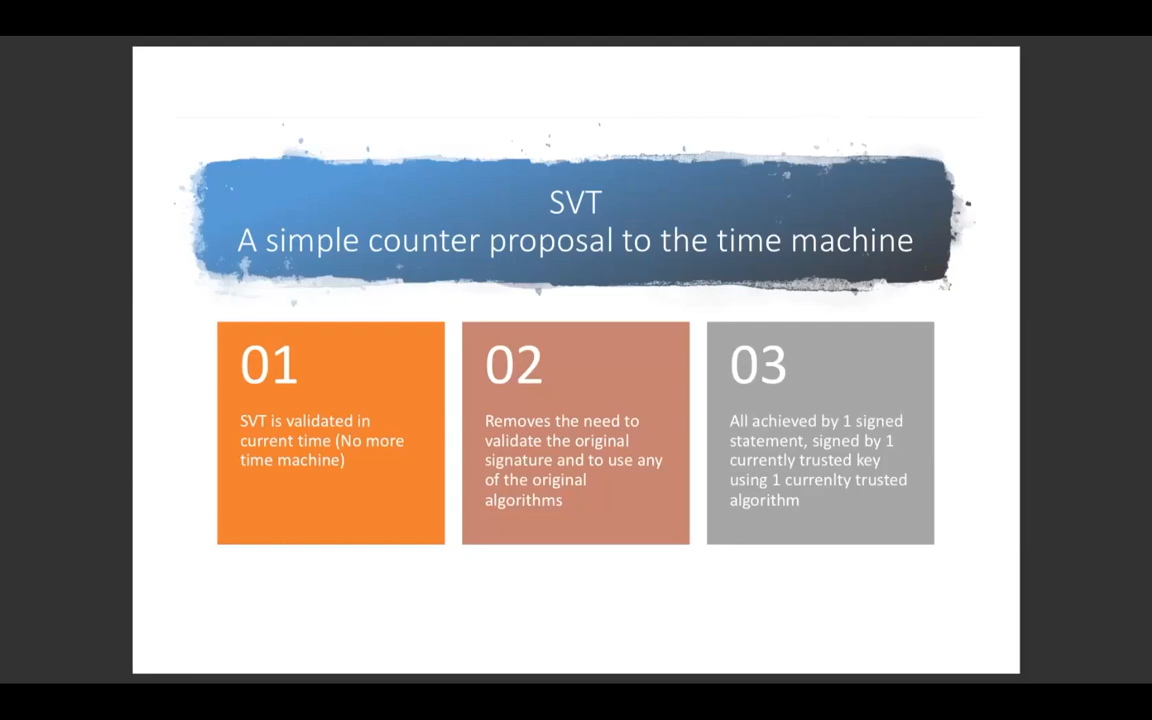 SVT
A simple counter proposal to the time machine
01
SVT is validated in
current time (No more
time machine)
02
Removes the need to
validate the original
signature and to use any
of the original
algorithms
03
All achieved by 1 signed
statement, signed by 1
currently trusted key
using 1 currenlty trusted
algorithm